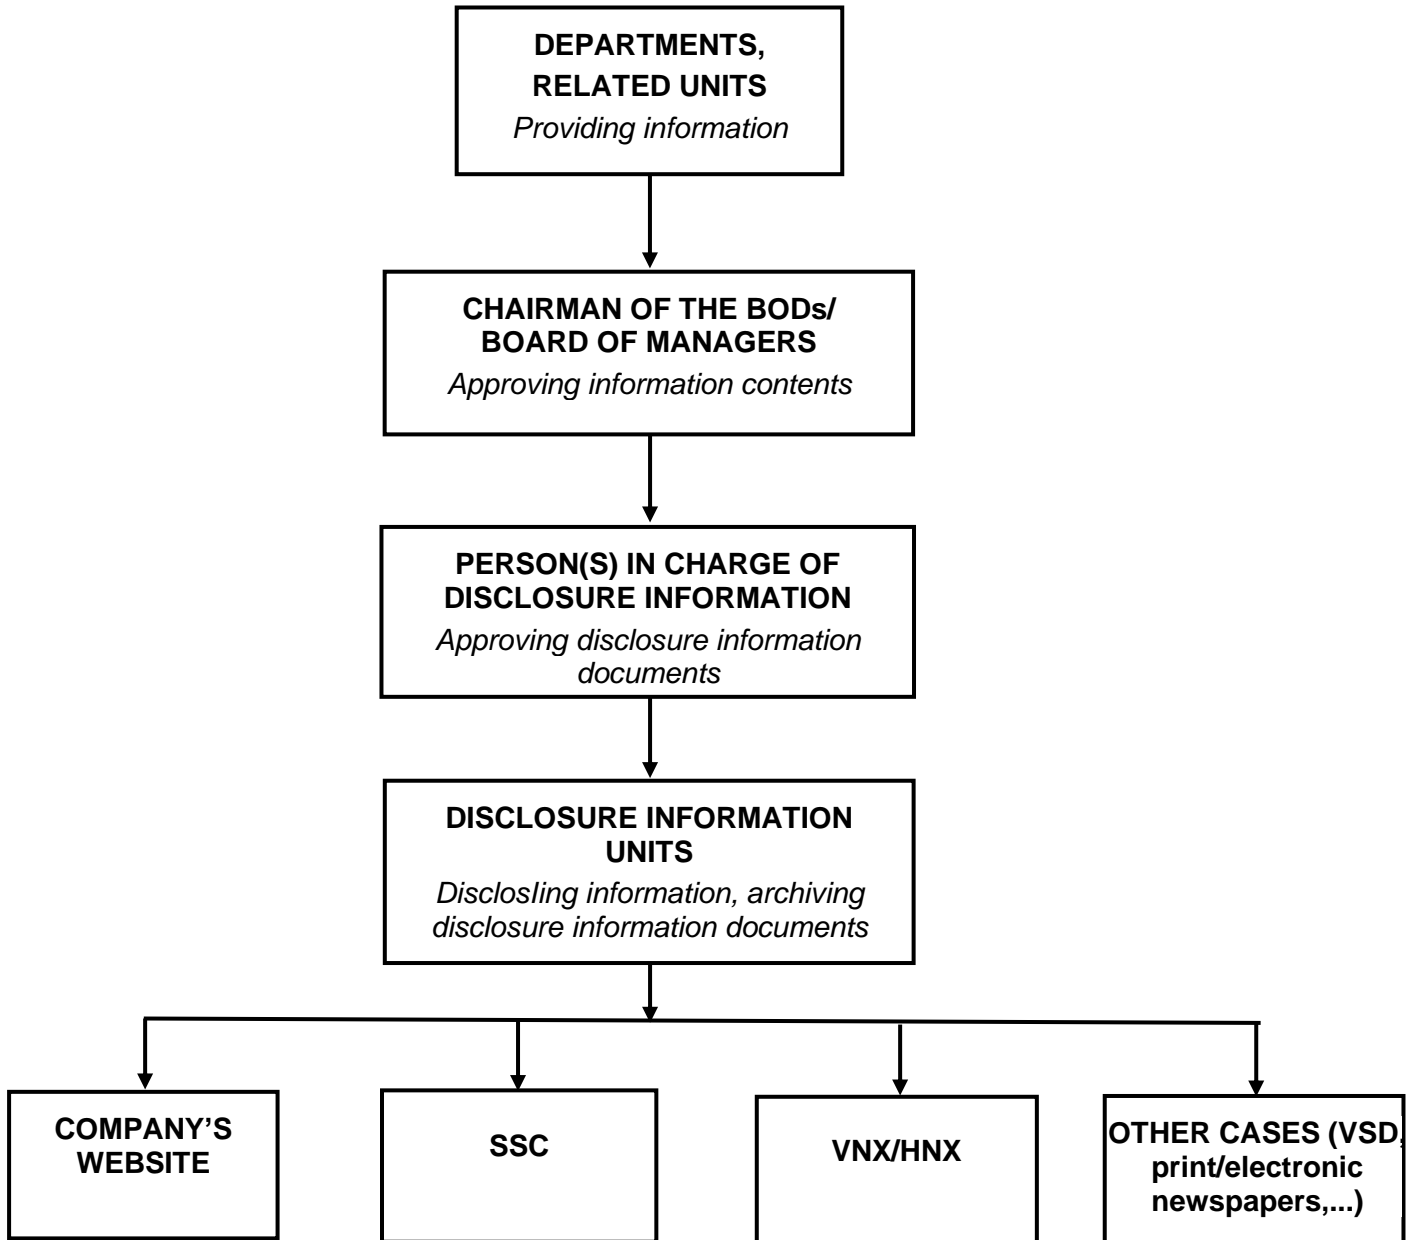 DEPARTMENTS,
RELATED UNITS
Providing information
CHAIRMAN OF THE BODs/
BOARD OF MANAGERS
Approving information contents
PERSON(S) IN CHARGE OF
DISCLOSURE INFORMATION
Approving disclosure information
documents
DISCLOSURE INFORMATION
UNITS
DisclosIing information, archiving
disclosure information documents
COMPANY’S
WEBSITE
SSC
VNX/HNX
OTHER CASES (VSD,
print/electronic
newspapers,...)